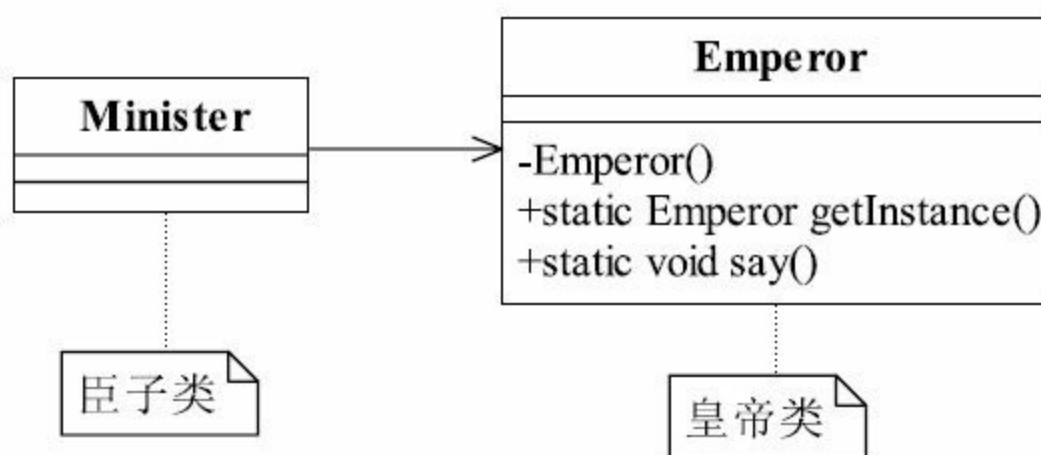 Minister
臣子类
Emperor
-Emperor()
+static Emperor getInstance()
+static void say()
皇帝类